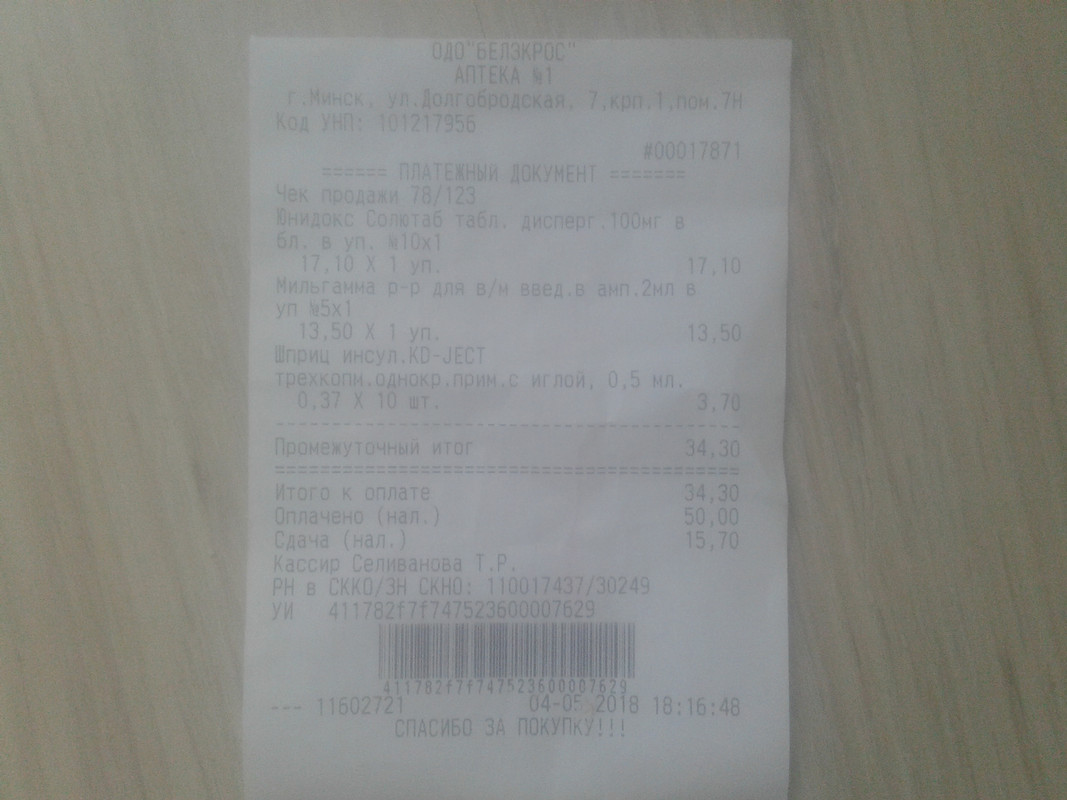 ОДО"БЕЛЭКРОС"
АПТЕКА №1
г.Минск, ул.Долгобродская, 7,крп.1,пом.7Н
Код УНП: 101217956
#00017871
====== ПЛАТЕЖНЫЙ ДОКУМЕНТ =======
Чек продажи 78/123
Юнидокс Солютаб табл. дисперг.100мг в
бл. в уп. №10х1
17,10 X 1 уп. 17,10
Мильгамма р-р для в/м введ.в амп.2мл в
уп №5х1
13,50 X 1 уп. 13,50
Шприц инсул.KD-JECT
трехкопм.однокр.прим.с иглой, 0,5 мл.
0,37 X 10 шт. 3,70
Промежуточный итог 34,30
Итого к оплате 34,30
Оплачено (нал.) 50,00
Сдача (нал.) 15,70
Кассир Селиванова Т.Р.
РН в СККО/ЗН СКНО: 110017437/30249
УИ 411782f7f747523600007629
411782f7f747523600007629
--- 11602721 04-05-2018 18:16:48
СПАСИБО ЗА ПОКУПКУ!!!